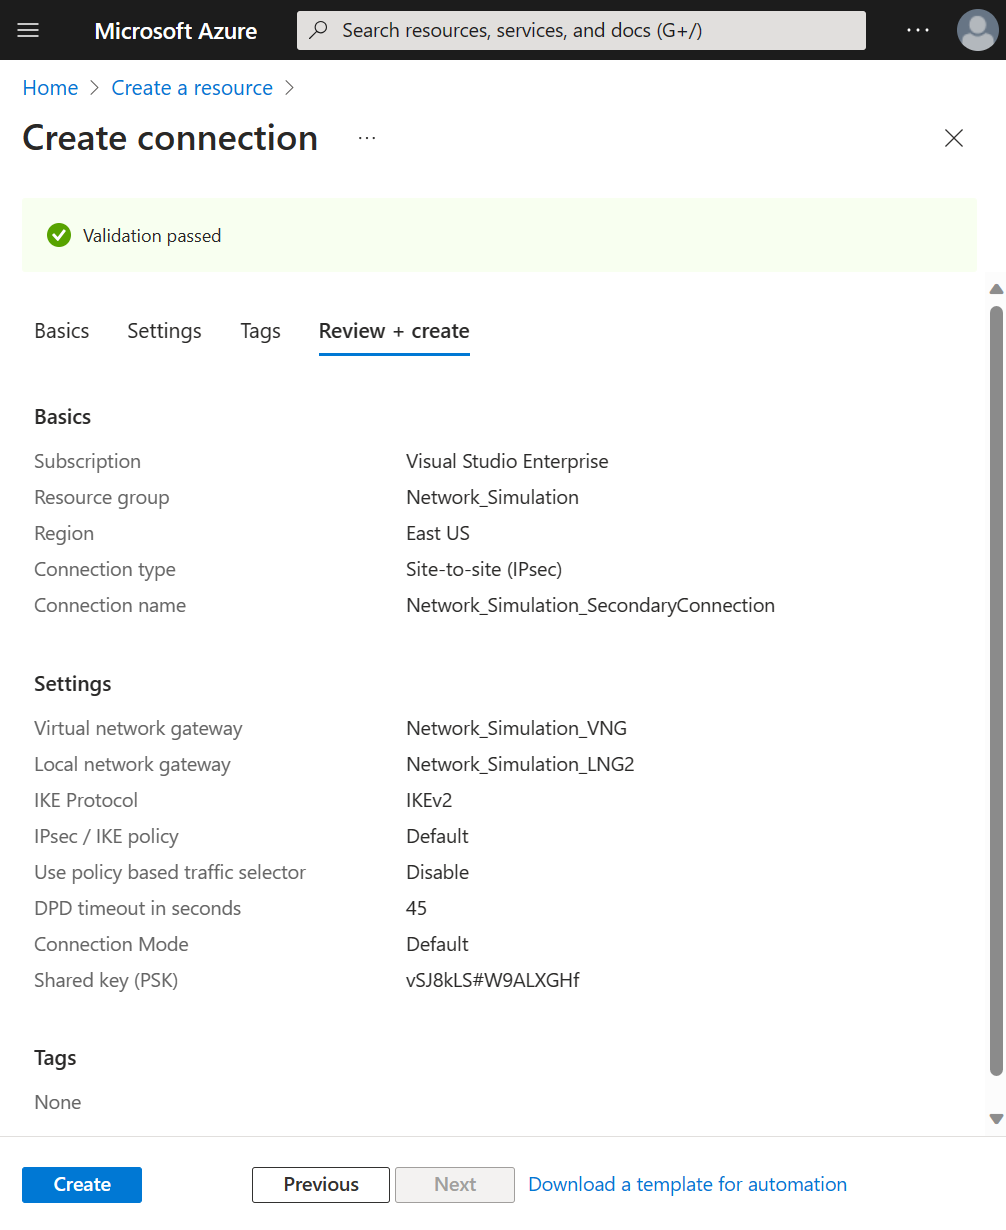 Microsoft Azure
Search resources, services, and docs (G+/)
Home > Create a resource >
Create connection ...
Validation passed
Basics Settings Tags Review + create
Basics
Subscription Visual Studio Enterprise
Resource group Network_Simulation
Region East US
Connection type Site-to-site (IPsec)
Connection name Network_Simulation_SecondaryConnection
Settings
Virtual network gateway Network_Simulation_VNG
Local network gateway Network_Simulation_LNG2
IKE Protocol IKEv2
IPsec / IKE policy Default
Use policy based traffic selector Disable
DPD timeout in seconds 45
Connection Mode Default
Shared key (PSK) vSJ8kLS#W9ALXGHf
Tags
None
Create Previous Next Download a template for automation